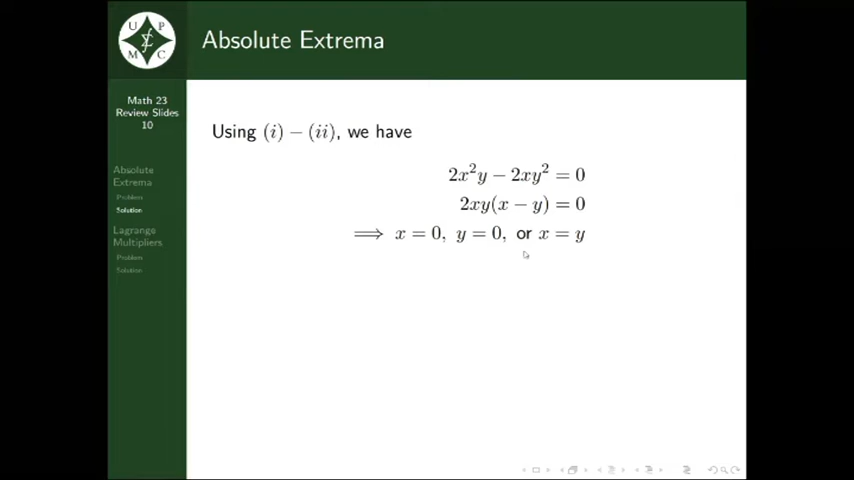 U P
M C
Absolute Extrema
Math 23
Review Slides
10
Absolute
Extrema
Problem
Solution
Lagrange
Multipliers
Problem
Solution
Using (i) − (ii), we have
2x²y − 2xy² = 0
2xy(x − y) = 0
⟹ x = 0, y = 0, or x = y